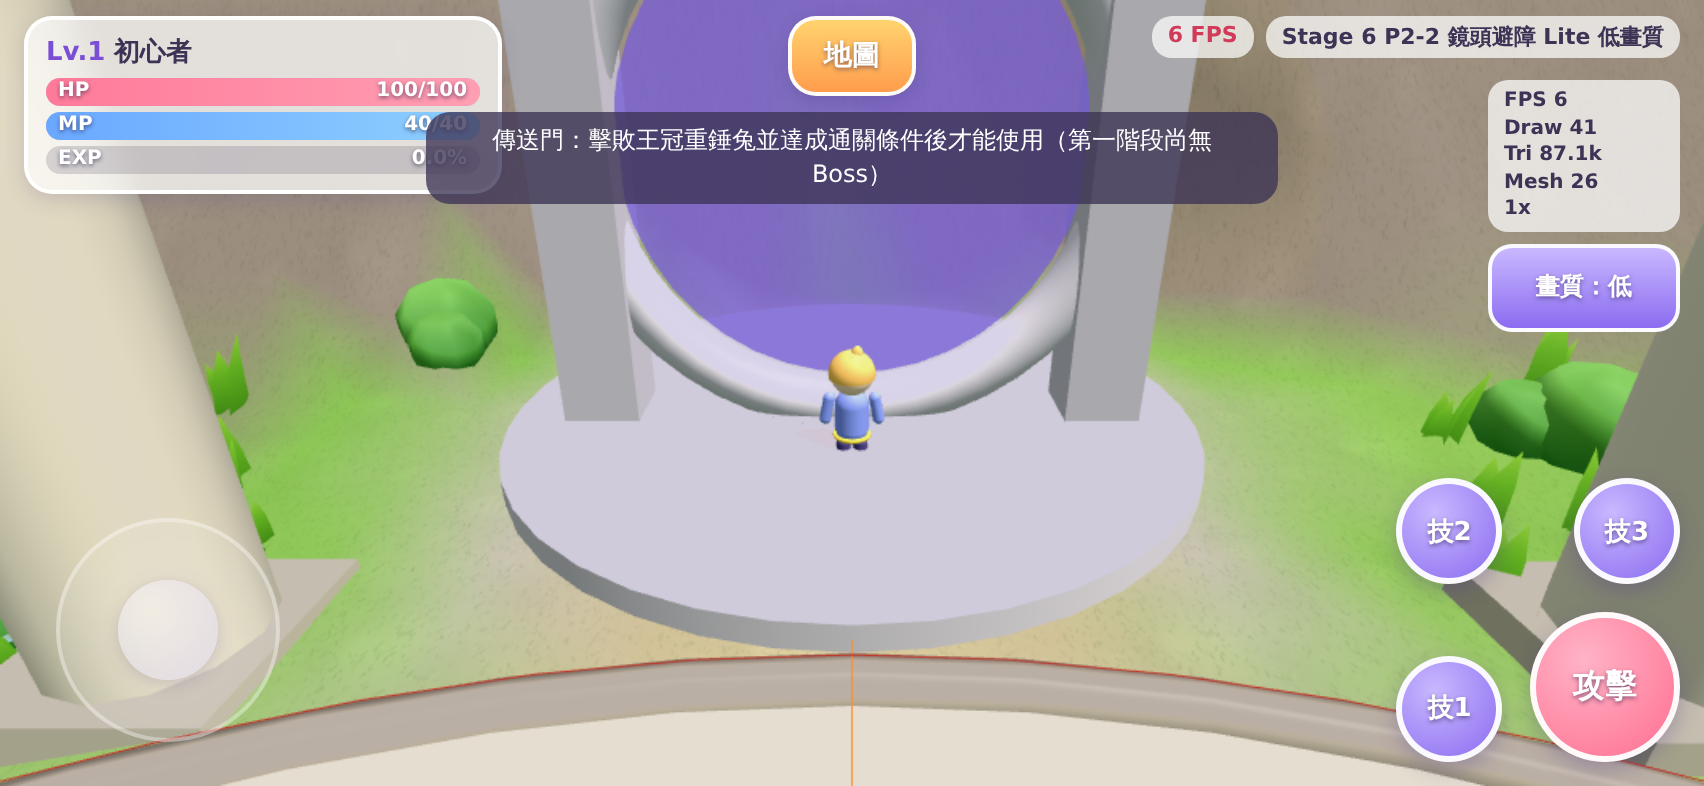 Lv.1 初心者
HP 100/100
MP 40/40
EXP 0.0%
地圖
6 FPS
Stage 6 P2-2 鏡頭避障 Lite 低畫質
傳送門：擊敗王冠重錘兔並達成通關條件後才能使用（第一階段尚無
Boss）
FPS 6
Draw 41
Tri 87.1k
Mesh 26
1x
畫質：低
技2
技3
技1
攻擊